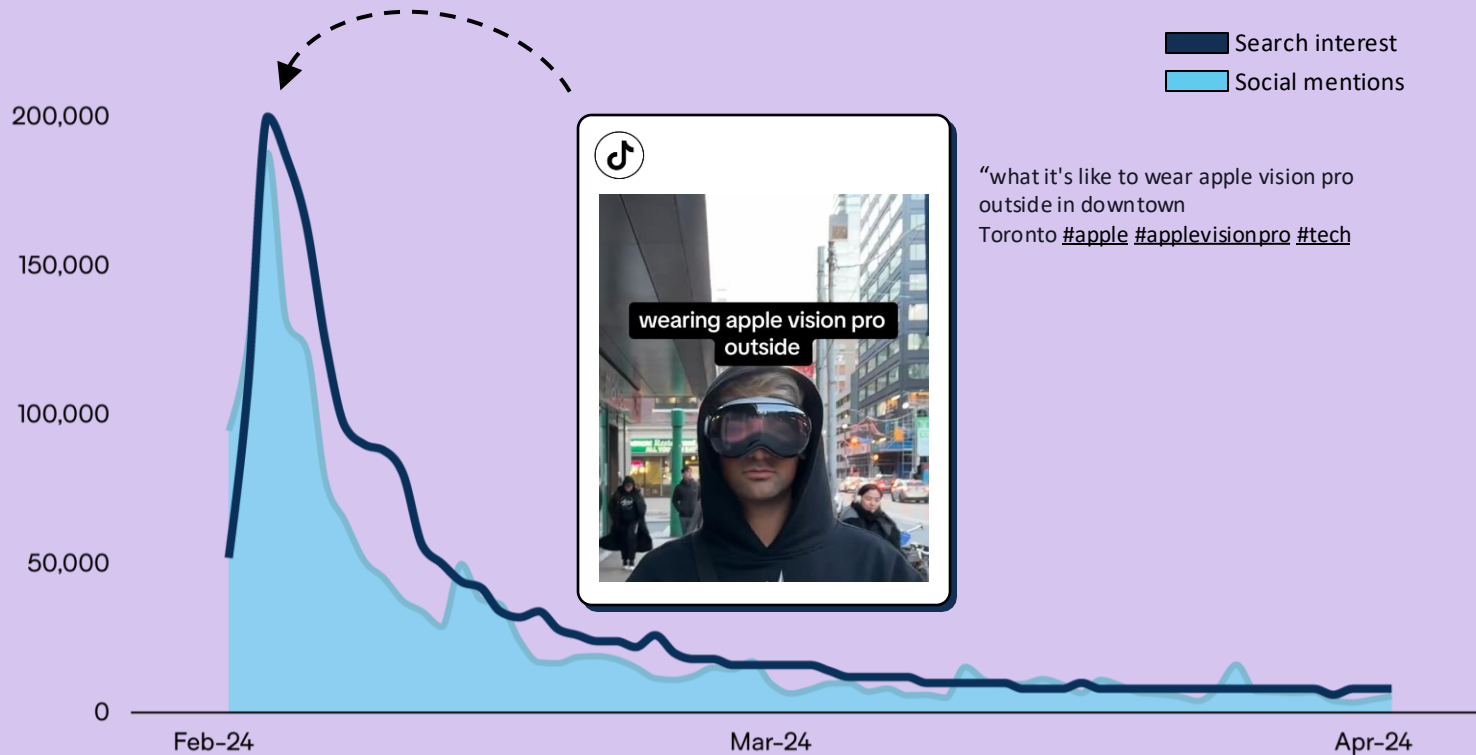 Search interest
Social mentions
200,000
150,000
100,000
50,000
0
Feb-24
Mar-24
Apr-24
wearing apple vision pro
outside
“what it's like to wear apple vision pro
outside in downtown
Toronto #apple #applevisionpro #tech